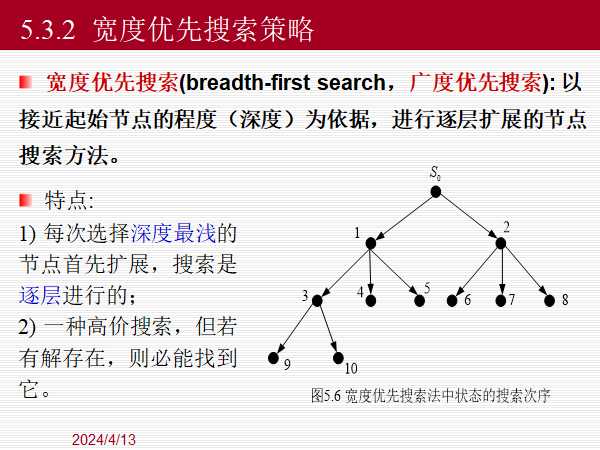 5.3.2 宽度优先搜索策略
宽度优先搜索(breadth-first search，广度优先搜索): 以
接近起始节点的程度（深度）为依据，进行逐层扩展的节点
搜索方法。
特点:
1) 每次选择深度最浅的
节点首先扩展，搜索是
逐层进行的；
2) 一种高价搜索，但若
有解存在，则必能找到
它。
S0
1 2
3 4 5 6 7 8
9 10
图5.6 宽度优先搜索法中状态的搜索次序
2024/4/13